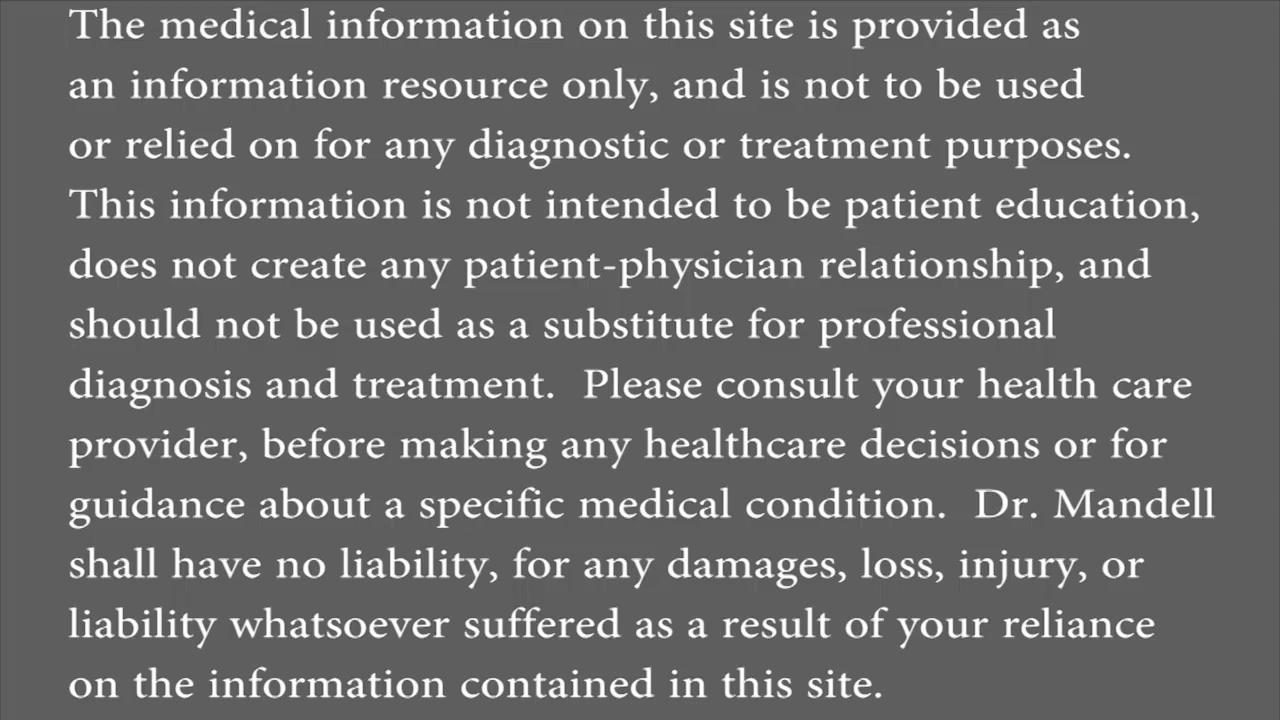 The medical information on this site is provided as
an information resource only, and is not to be used
or relied on for any diagnostic or treatment purposes.
This information is not intended to be patient education,
does not create any patient-physician relationship, and
should not be used as a substitute for professional
diagnosis and treatment.  Please consult your health care
provider, before making any healthcare decisions or for
guidance about a specific medical condition.  Dr. Mandell
shall have no liability, for any damages, loss, injury, or
liability whatsoever suffered as a result of your reliance
on the information contained in this site.